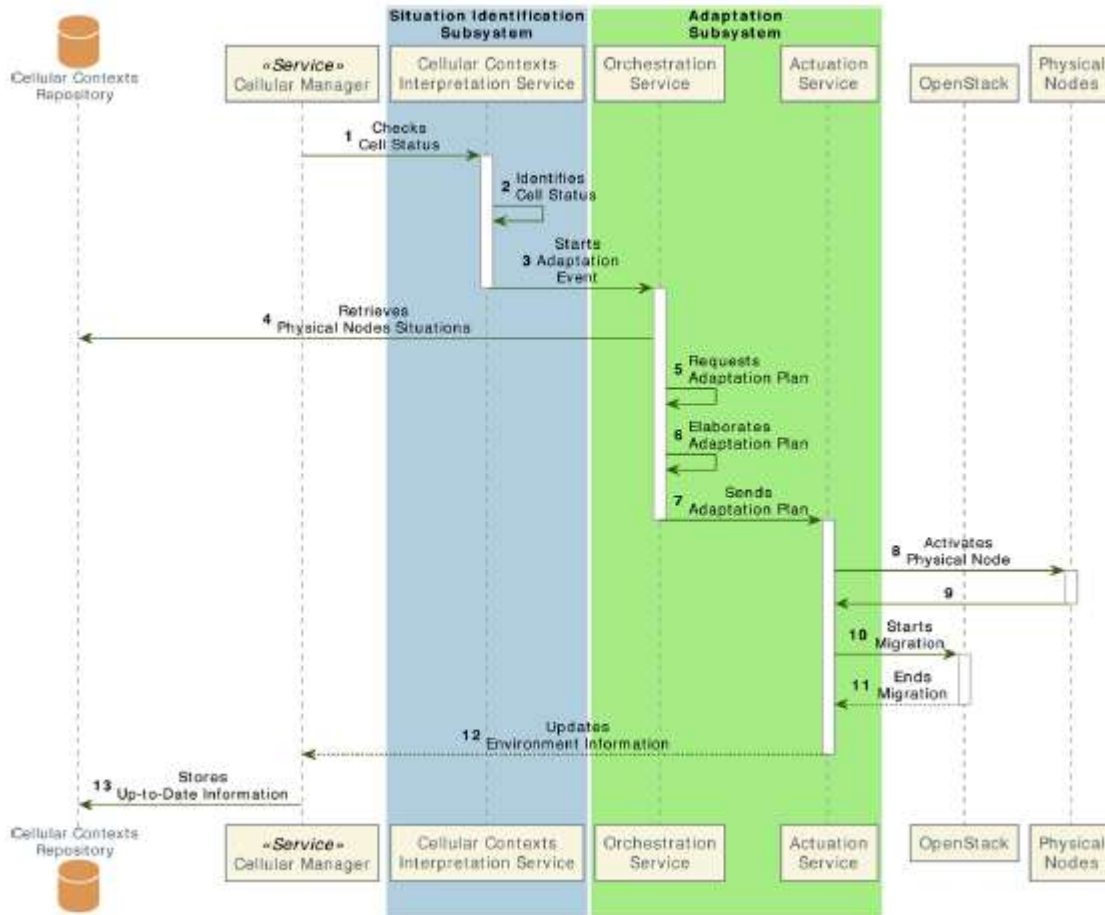 Situation Identification
Subsystem
Adaptation
Subsystem
Cellular Contexts
Repository
«Service»
Cellular Manager
Cellular Contexts
Interpretation Service
Orchestration
Service
Actuation
Service
OpenStack
Physical
Nodes
1 Checks
Cell Status
2 Identifies
Cell Status
Starts
3 Adaptation
Event
4 Retrieves
Physical Nodes Situations
5 Requests
Adaptation Plan
6 Elaborates
Adaptation Plan
7 Sends
Adaptation Plan
8 Activates
Physical Node
9
10 Starts
Migration
11 Ends
Migration
12 Updates
Environment Information
13 Stores
Up-to-Date Information
Cellular Contexts
Repository
«Service»
Cellular Manager
Cellular Contexts
Interpretation Service
Orchestration
Service
Actuation
Service
OpenStack
Physical
Nodes